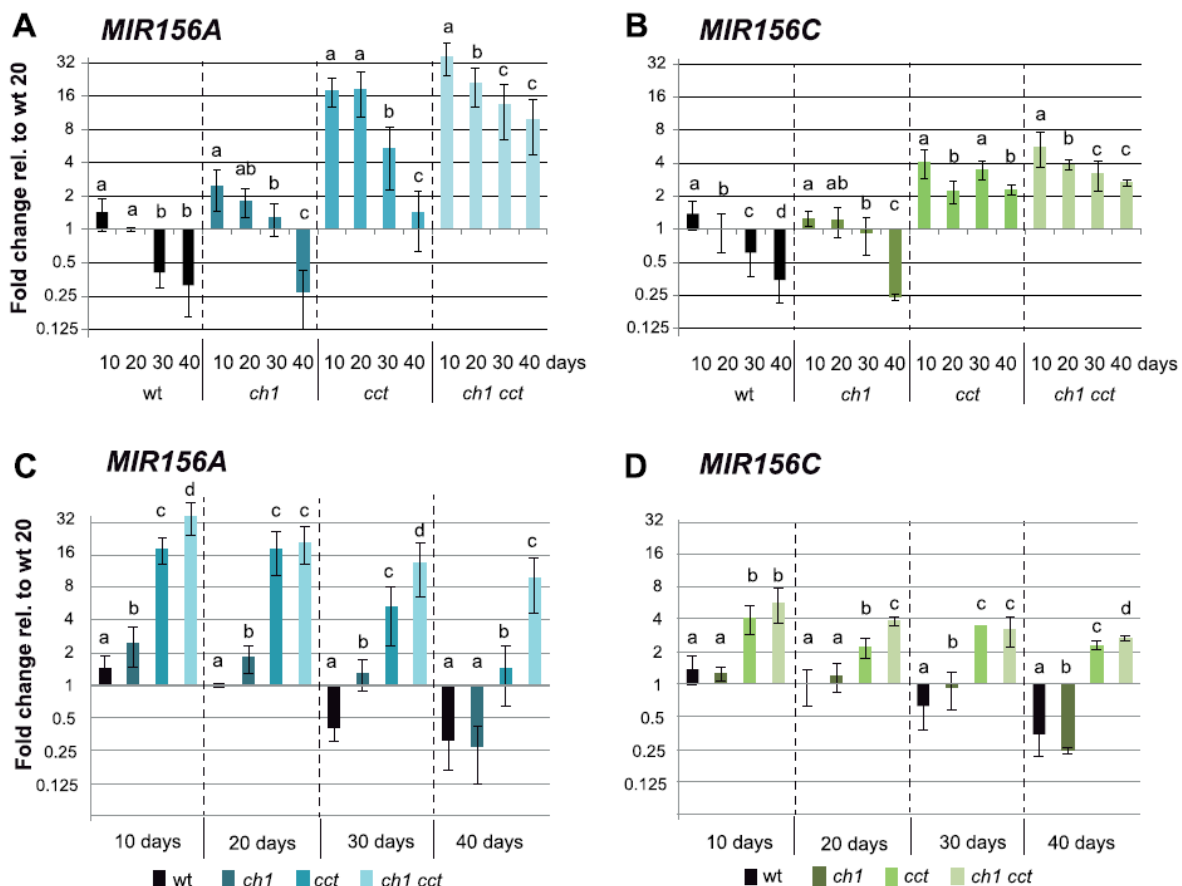 A MIR156A
a a a a b b c c
32
16
8
4
2
1
0.5
0.25
0.125
Fold change rel. to wt 20
a a b b a ab b c b c
10 20 30 40 10 20 30 40 10 20 30 40 10 20 30 40 days
wt ch1 cct ch1 cct
B MIR156C
32
16
8
4
2
1
0.5
0.25
0.125
a b c d a ab b c a b a b a b c c
10 20 30 40 10 20 30 40 10 20 30 40 10 20 30 40 days
wt ch1 cct ch1 cct
C MIR156A
32
16
8
4
2
1
0.5
0.25
0.125
Fold change rel. to wt 20
a b c d a b c c a b c d a a b c
10 days 20 days 30 days 40 days
wt ch1 cct ch1 cct
D MIR156C
32
16
8
4
2
1
0.5
0.25
0.125
a a b b a a b c a b c c a b c d
10 days 20 days 30 days 40 days
wt ch1 cct ch1 cct